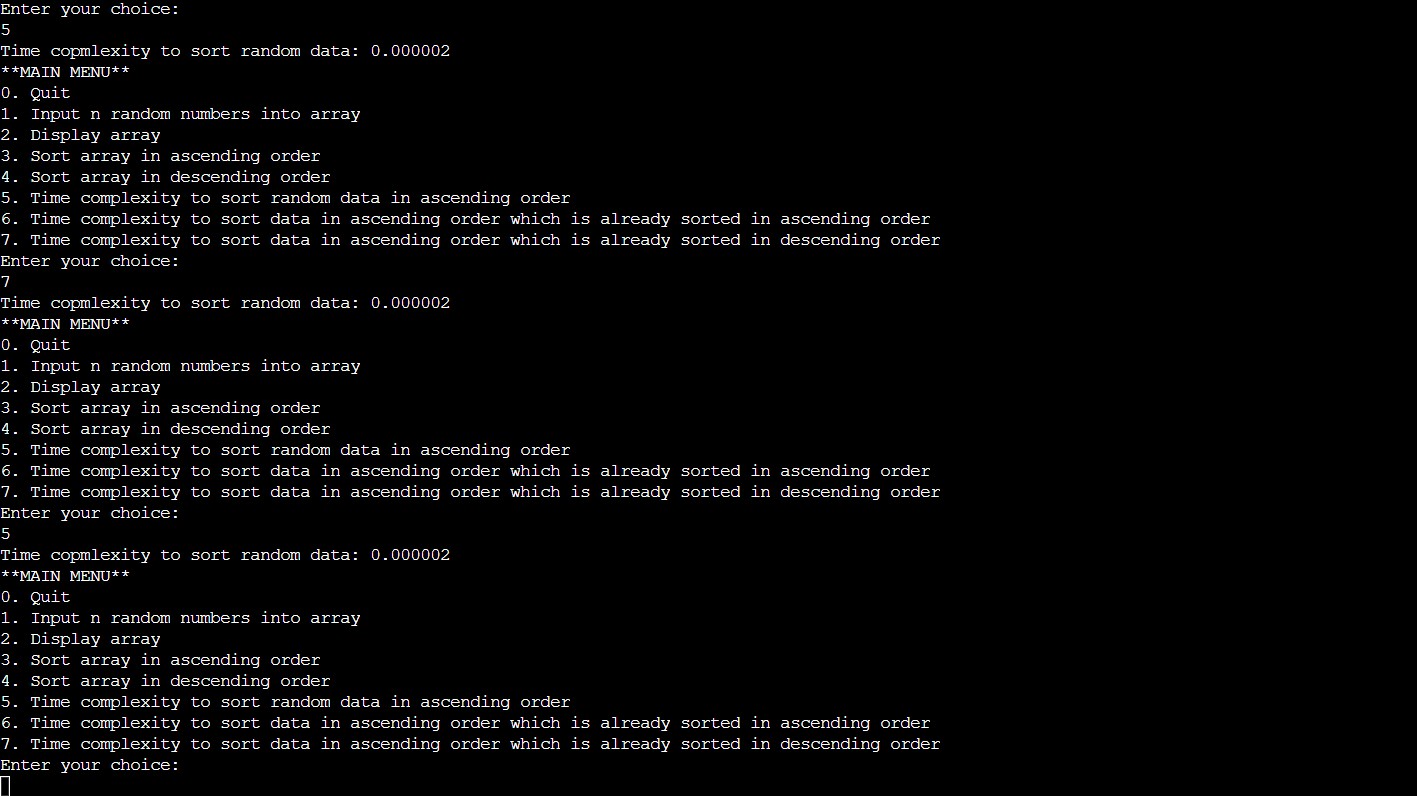 Enter your choice:
5
Time copmlexity to sort random data: 0.000002
**MAIN MENU**
0. Quit
1. Input n random numbers into array
2. Display array
3. Sort array in ascending order
4. Sort array in descending order
5. Time complexity to sort random data in ascending order
6. Time complexity to sort data in ascending order which is already sorted in ascending order
7. Time complexity to sort data in ascending order which is already sorted in descending order
Enter your choice:
7
Time copmlexity to sort random data: 0.000002
**MAIN MENU**
0. Quit
1. Input n random numbers into array
2. Display array
3. Sort array in ascending order
4. Sort array in descending order
5. Time complexity to sort random data in ascending order
6. Time complexity to sort data in ascending order which is already sorted in ascending order
7. Time complexity to sort data in ascending order which is already sorted in descending order
Enter your choice:
5
Time copmlexity to sort random data: 0.000002
**MAIN MENU**
0. Quit
1. Input n random numbers into array
2. Display array
3. Sort array in ascending order
4. Sort array in descending order
5. Time complexity to sort random data in ascending order
6. Time complexity to sort data in ascending order which is already sorted in ascending order
7. Time complexity to sort data in ascending order which is already sorted in descending order
Enter your choice: